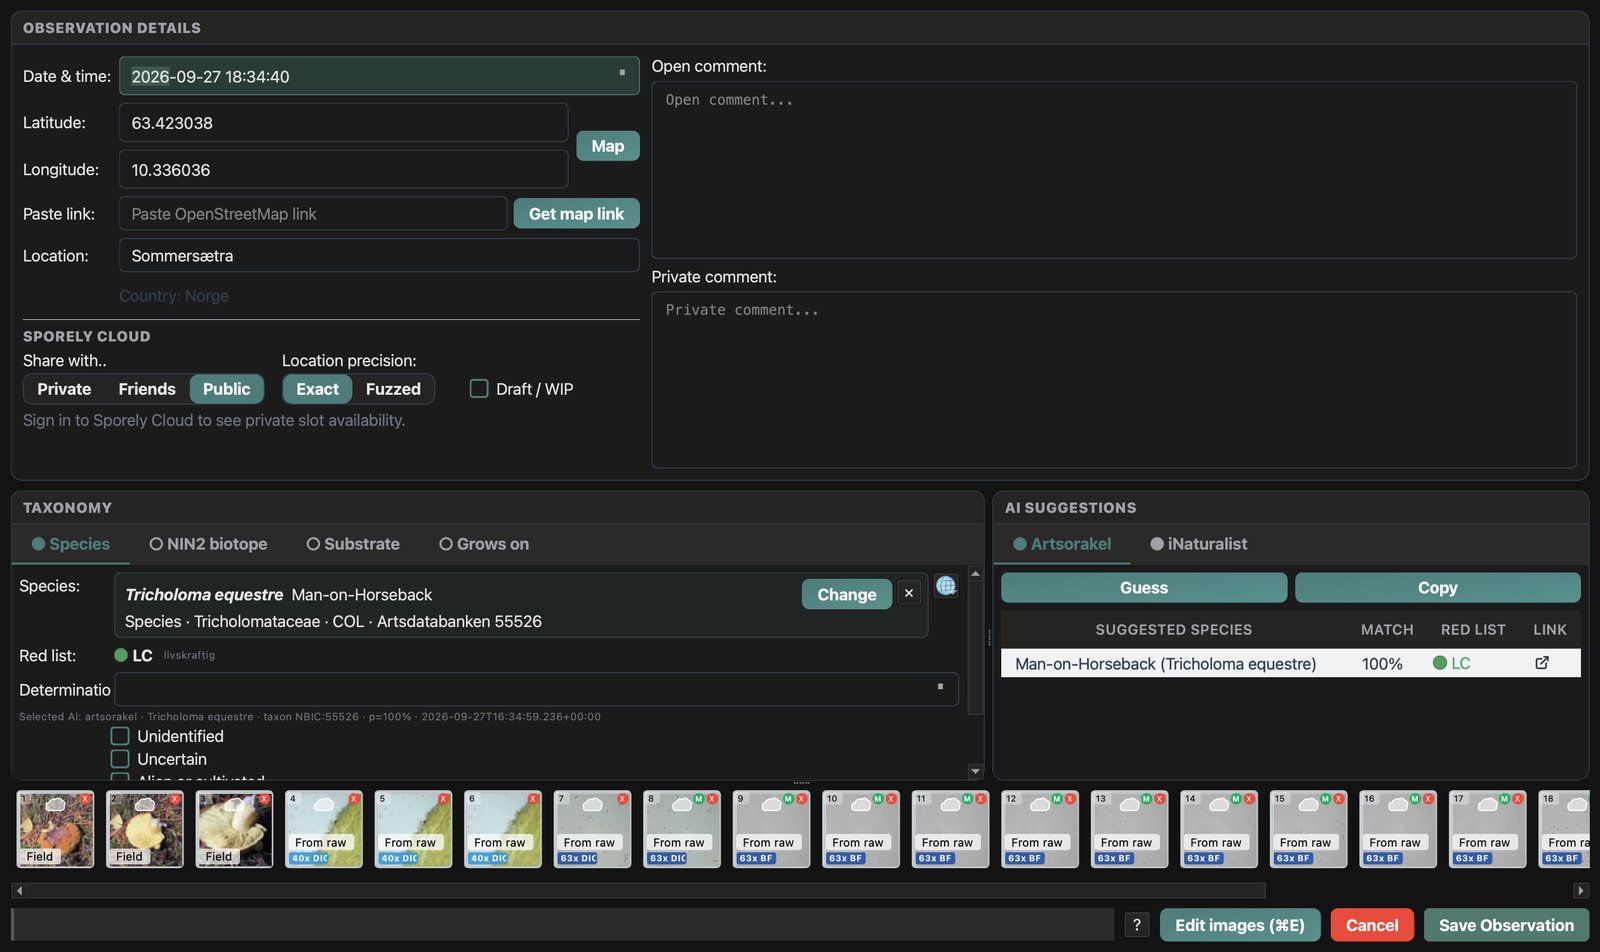 OBSERVATION DETAILS
Date & time: 2026-09-27 18:34:40
Latitude: 63.423038
Longitude: 10.336036
Map
Paste link: Paste OpenStreetMap link Get map link
Location: Sommersætra
Country: Norge
SPORELY CLOUD
Share with.. Location precision:
Private Friends Public Exact Fuzzed Draft / WIP
Sign in to Sporely Cloud to see private slot availability.
Open comment:
Open comment...
Private comment:
Private comment...
TAXONOMY
Species NIN2 biotope Substrate Grows on
Species: Tricholoma equestre Man-on-Horseback Change ×
Species · Tricholomataceae · COL · Artsdatabanken 55526
Red list: LC livskraftig
Determinatio
Selected AI: artsorakel · Tricholoma equestre · taxon NBIC:55526 · p=100% · 2026-09-27T16:34:59.236+00:00
Unidentified
Uncertain
Alien or cultivated
AI SUGGESTIONS
Artsorakel iNaturalist
Guess Copy
SUGGESTED SPECIES MATCH RED LIST LINK
Man-on-Horseback (Tricholoma equestre) 100% LC
1 X Field
2 X Field
3 X Field
4 X From raw 40x DIC
5 X From raw 40x DIC
6 X From raw 40x DIC
7 X From raw 63x DIC
8 M X From raw 63x DIC
9 M X From raw 63x BF
10 M X From raw 63x BF
11 M X From raw 63x BF
12 M X From raw 63x BF
13 M X From raw 63x BF
14 M X From raw 63x BF
15 M X From raw 63x BF
16 M X From raw 63x BF
17 M X From raw 63x BF
18 From ra 63x BF
? Edit images (⌘E) Cancel Save Observation